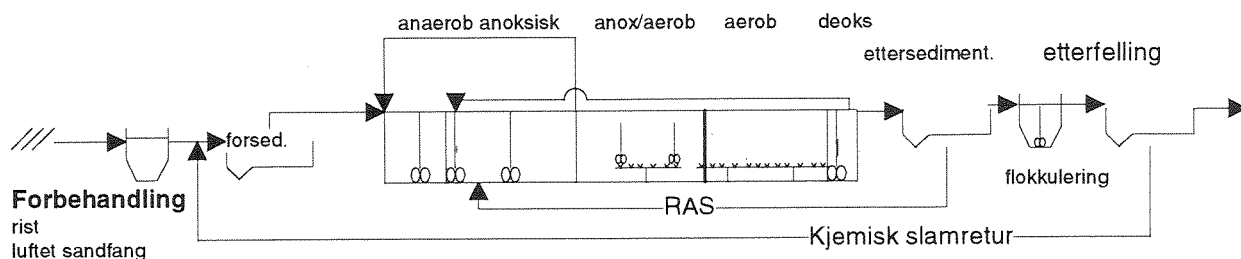 anaerob anoksisk anox/aerob aerob deoks
ettersediment. etterfelling
forsed.
flokkulering
Forbehandling
rist
luftet sandfang
RAS
Kjemisk slamretur